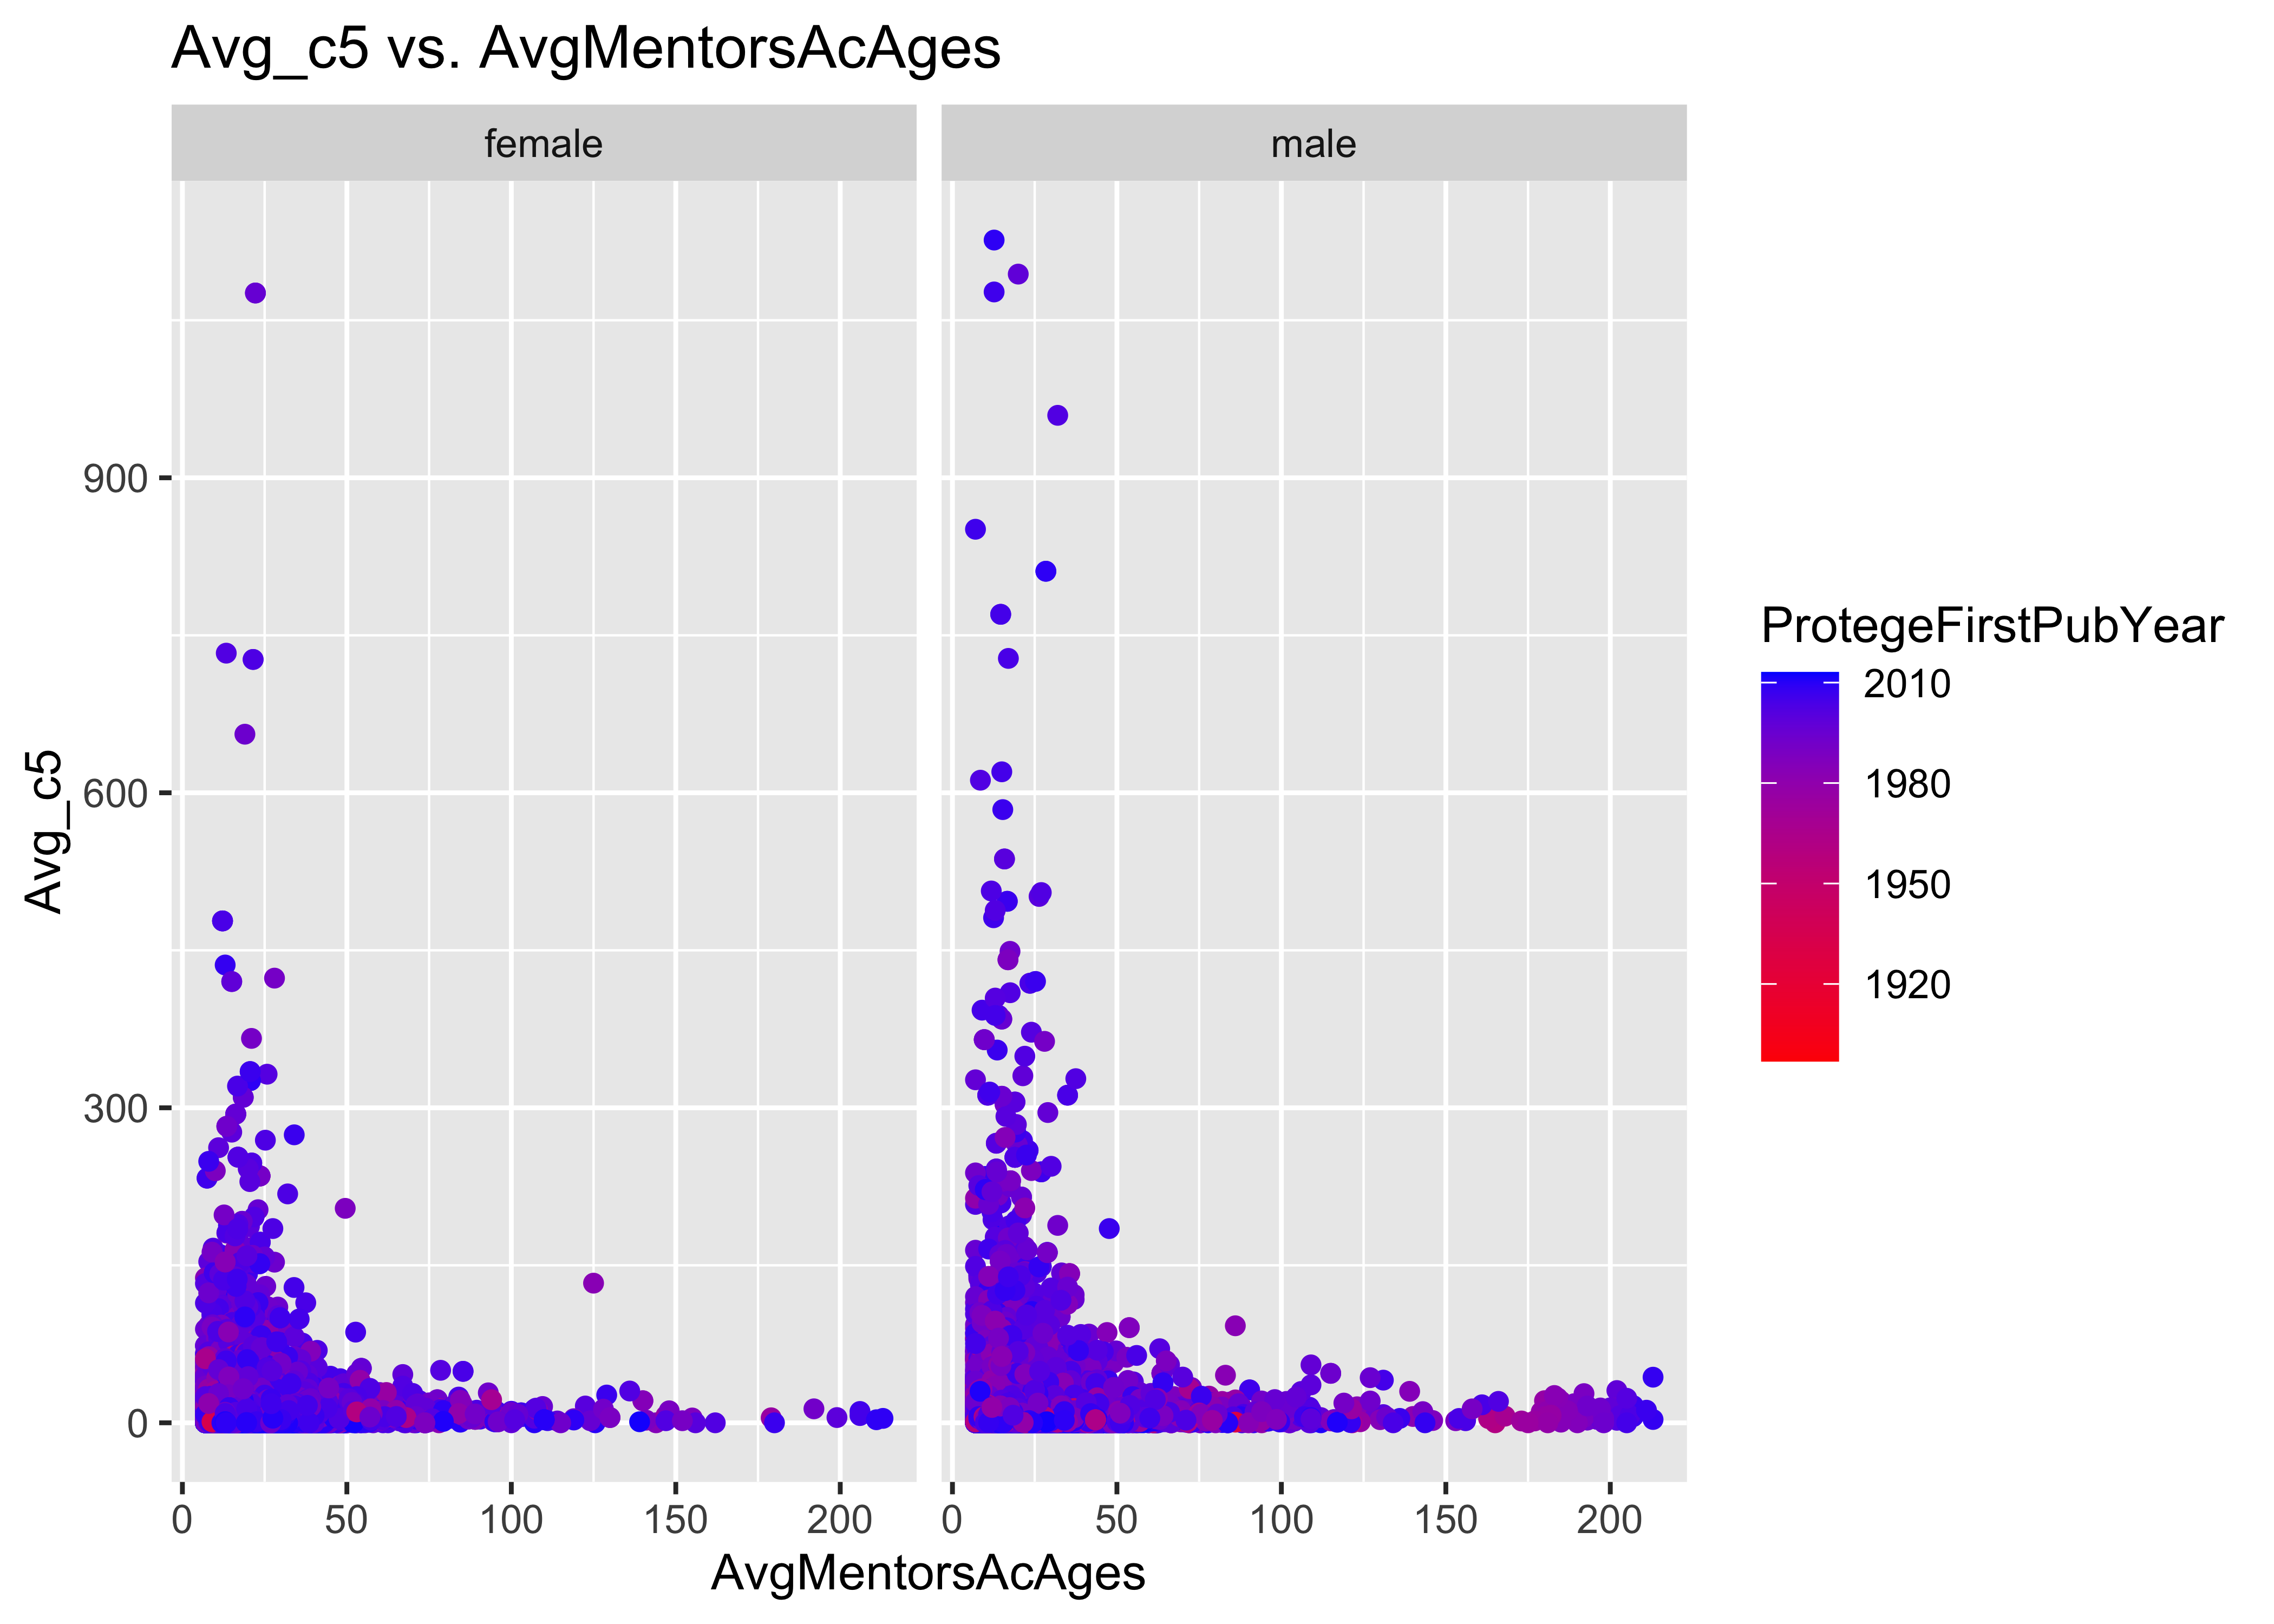 Avg_c5 vs. AvgMentorsAcAges
female
male
Avg_c5
900
600
300
0
0 50 100 150 200
0 50 100 150 200
AvgMentorsAcAges
ProtegeFirstPubYear
2010
1980
1950
1920